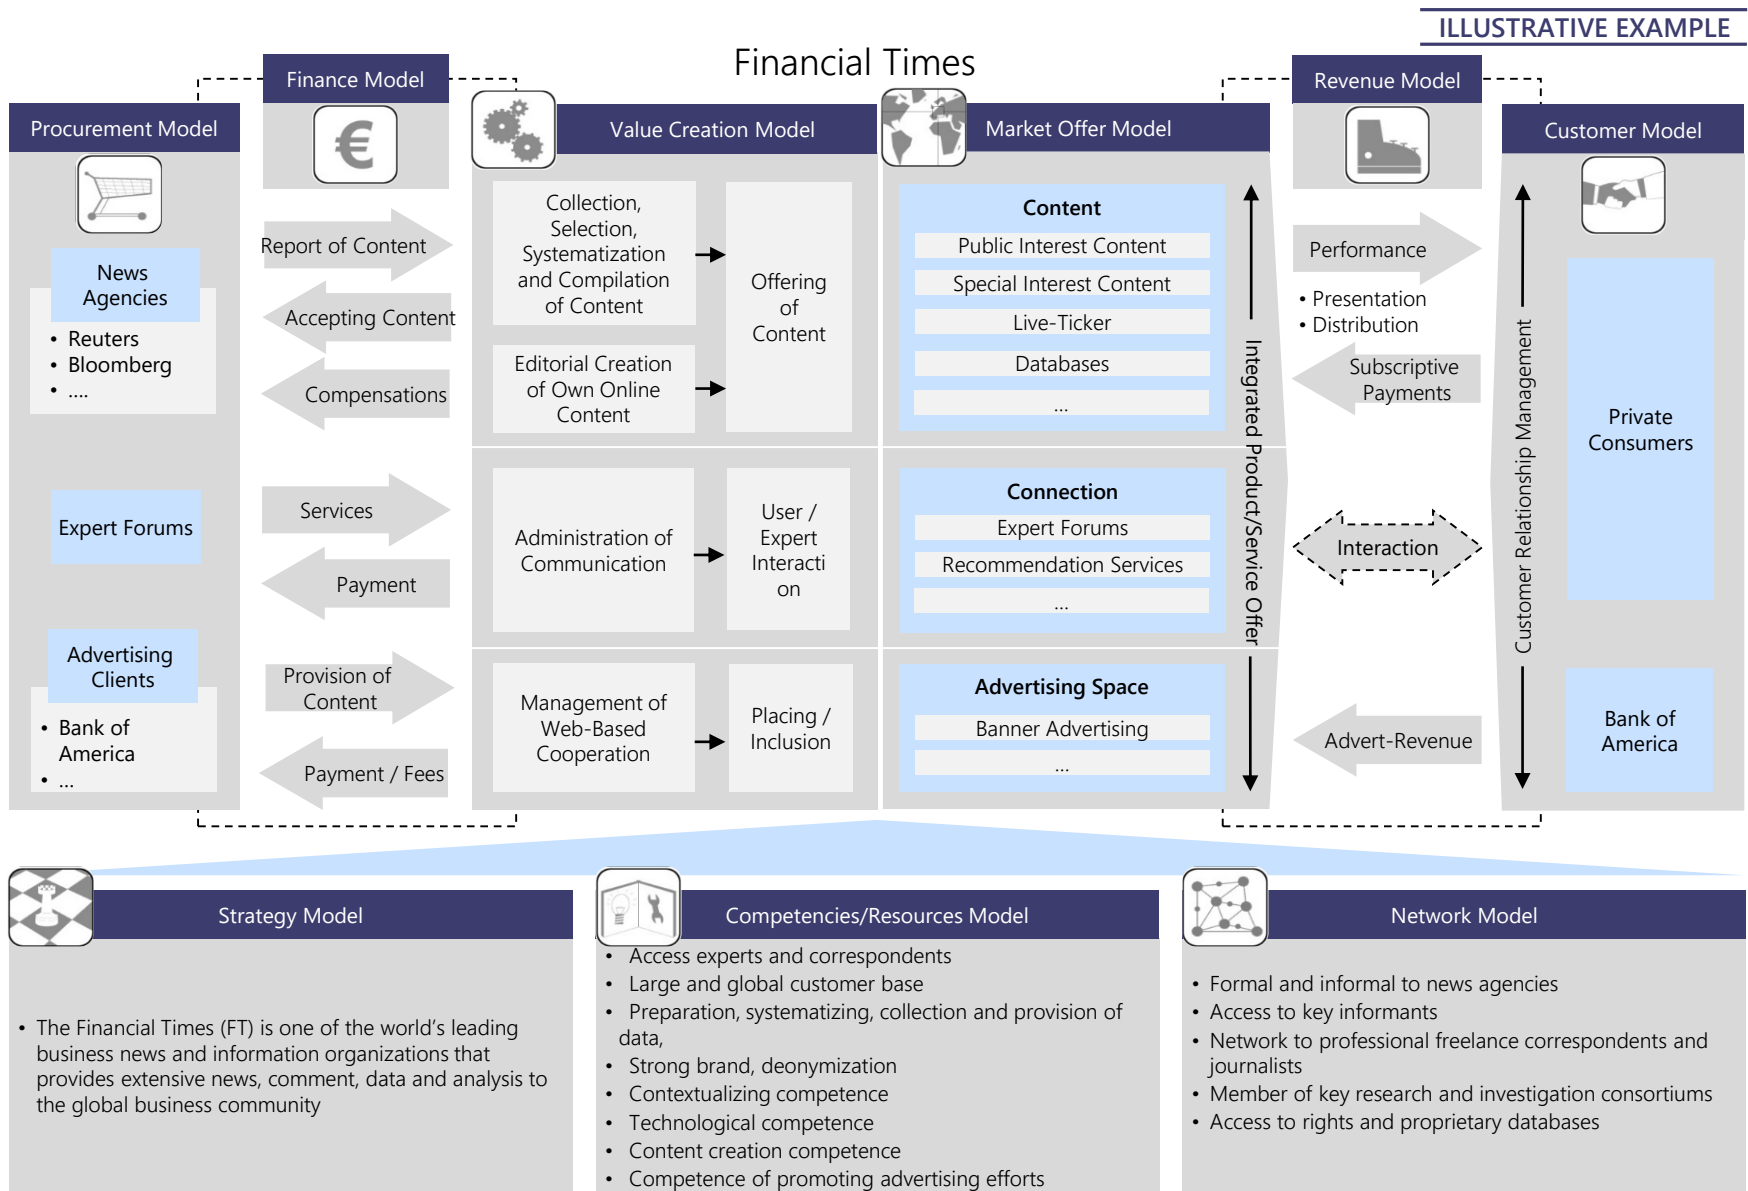 ILLUSTRATIVE EXAMPLE
Financial Times
Procurement Model
News
Agencies
• Reuters
• Bloomberg
• ....
Expert Forums
Advertising
Clients
• Bank of
America
• ...
Finance Model
€
Report of Content
Accepting Content
Compensations
Services
Payment
Provision of
Content
Payment / Fees
Value Creation Model
Collection,
Selection,
Systematization
and Compilation
of Content
Editorial Creation
of Own Online
Content
Offering
of
Content
Administration of
Communication
User /
Expert
Interacti
on
Management of
Web-Based
Cooperation
Placing /
Inclusion
Market Offer Model
Content
Public Interest Content
Special Interest Content
Live-Ticker
Databases
...
Connection
Expert Forums
Recommendation Services
...
Advertising Space
Banner Advertising
...
Integrated Product/Service Offer
Revenue Model
Performance
• Presentation
• Distribution
Subscriptive
Payments
Interaction
Advert-Revenue
Customer Model
Customer Relationship Management
Private
Consumers
Bank of
America
Strategy Model
• The Financial Times (FT) is one of the world's leading
business news and information organizations that
provides extensive news, comment, data and analysis to
the global business community
Competencies/Resources Model
• Access experts and correspondents
• Large and global customer base
• Preparation, systematizing, collection and provision of
data,
• Strong brand, deonymization
• Contextualizing competence
• Technological competence
• Content creation competence
• Competence of promoting advertising efforts
Network Model
• Formal and informal to news agencies
• Access to key informants
• Network to professional freelance correspondents and
journalists
• Member of key research and investigation consortiums
• Access to rights and proprietary databases